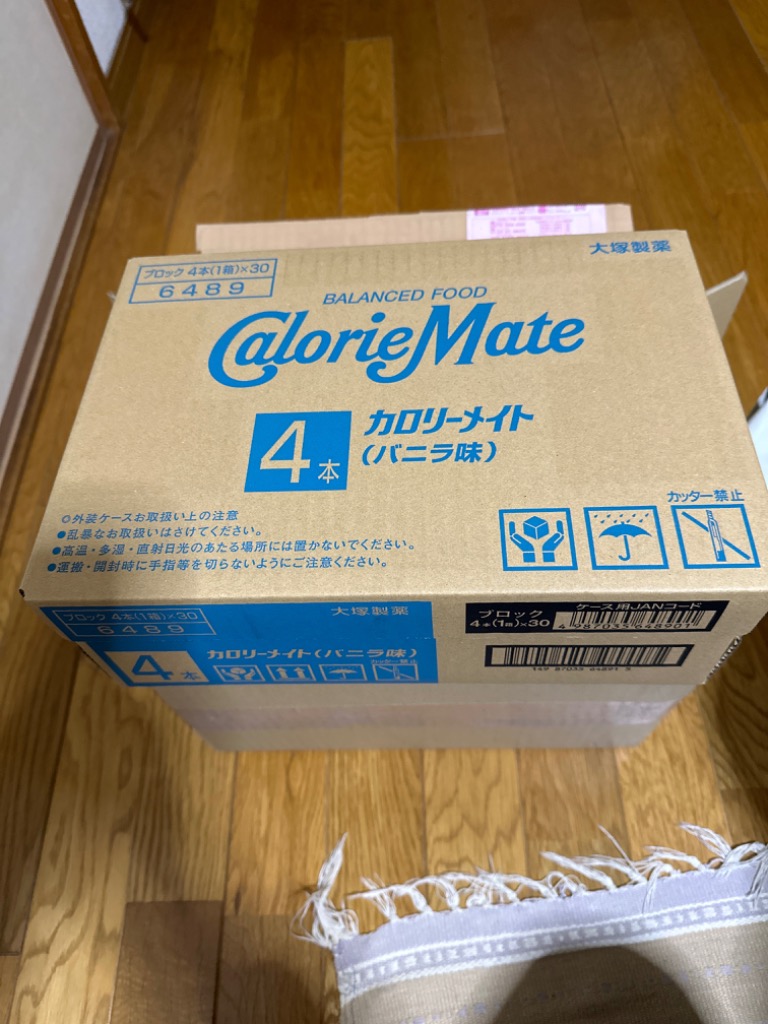 大塚製薬
ブロック 4本(1箱)×30
6489
BALANCED FOOD
CalorieMate
4本
カロリーメイト
(バニラ味)
カッター禁止
○外装ケースお取扱い上の注意
●乱暴なお取扱いはさけてください。
●高温・多湿・直射日光のあたる場所には置かないでください。
●運搬・開封時に手指等を切らないようにご注意ください。
ブロック 4本(1箱)×30
6489
大塚製薬
ブロック
4本(1箱)×30
ケース用JANコード
4987035648901
4本
カロリーメイト(バニラ味)
カッター禁止